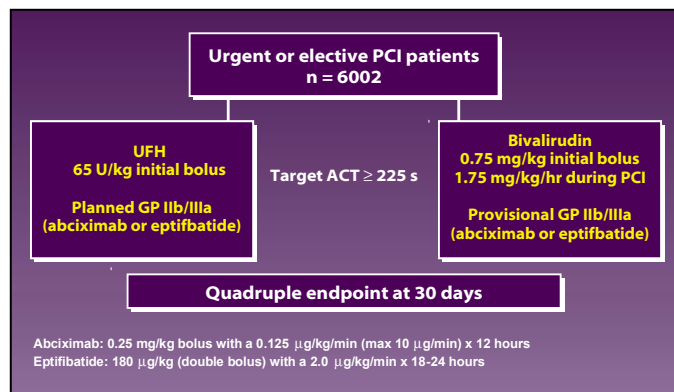 Urgent or elective PCI patients
n = 6002
UFH
65 U/kg initial bolus
Planned GP IIb/IIIa
(abciximab or eptifbatide)
Target ACT ≥ 225 s
Bivalirudin
0.75 mg/kg initial bolus
1.75 mg/kg/hr during PCI
Provisional GP IIb/IIIa
(abciximab or eptifbatide)
Quadruple endpoint at 30 days
Abciximab: 0.25 mg/kg bolus with a 0.125 μg/kg/min (max 10 μg/min) x 12 hours
Eptifibatide: 180 μg/kg (double bolus) with a 2.0 μg/kg/min x 18-24 hours